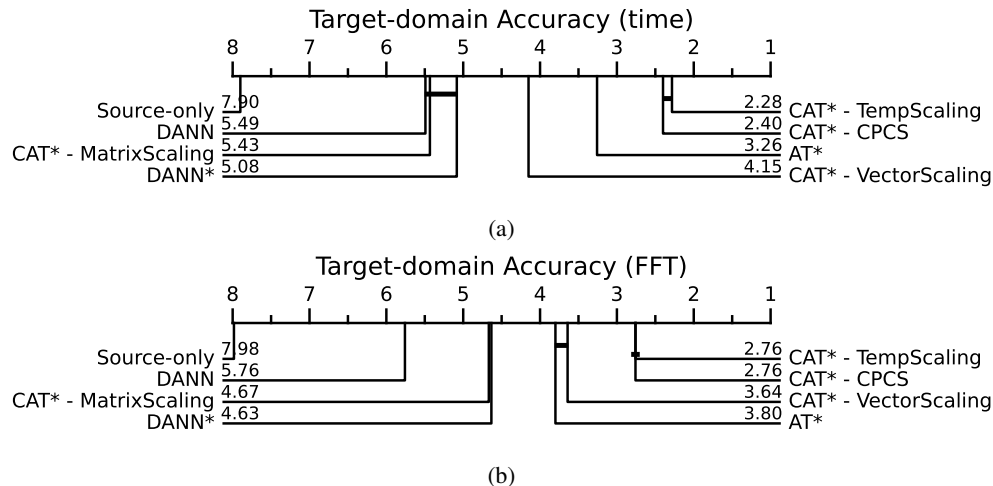 Target-domain Accuracy (time)
8 7 6 5 4 3 2 1
Source-only 7.90 2.28 CAT* - TempScaling
DANN 5.49 2.40 CAT* - CPCS
CAT* - MatrixScaling 5.43 3.26 AT*
DANN* 5.08 4.15 CAT* - VectorScaling
(a)
Target-domain Accuracy (FFT)
8 7 6 5 4 3 2 1
Source-only 7.98 2.76 CAT* - TempScaling
DANN 5.76 2.76 CAT* - CPCS
CAT* - MatrixScaling 4.67 3.64 CAT* - VectorScaling
DANN* 4.63 3.80 AT*
(b)